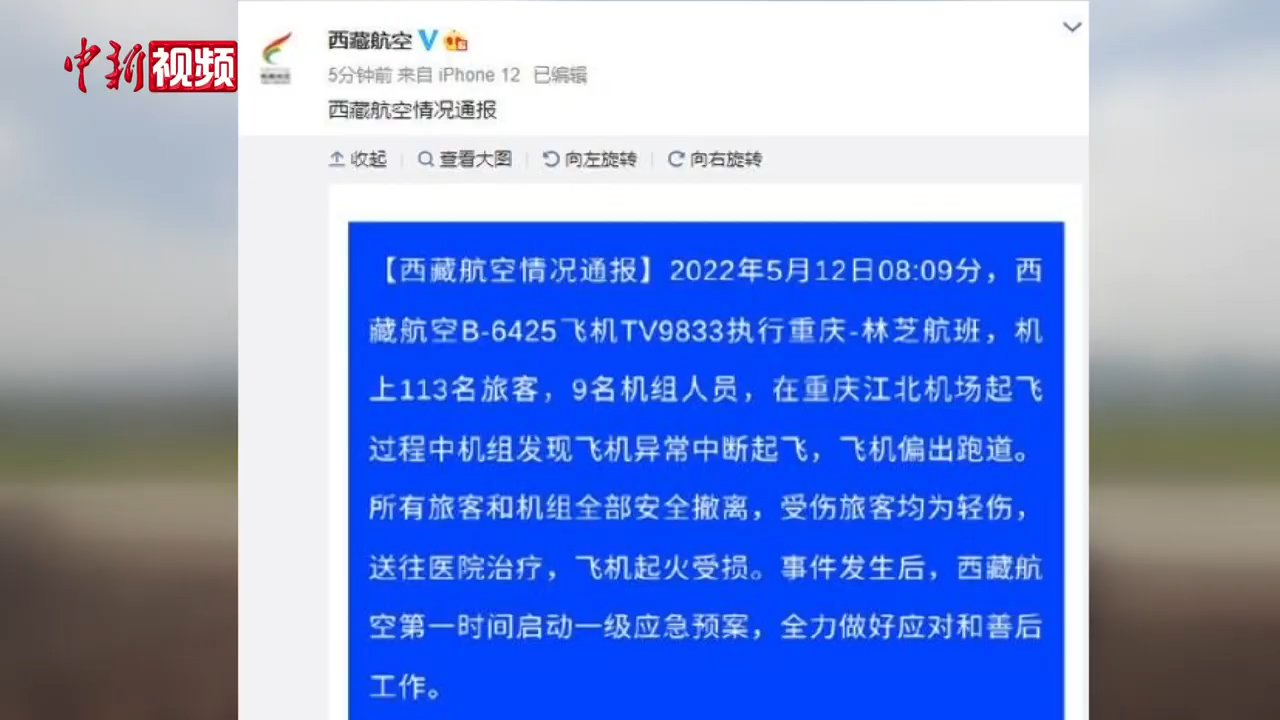 中新视频
西藏航空
5分钟前 来自 iPhone 12 已编辑
西藏航空情况通报
收起 查看大图 向左旋转 向右旋转
【西藏航空情况通报】2022年5月12日08:09分，西
藏航空B-6425飞机TV9833执行重庆-林芝航班，机
上113名旅客，9名机组人员，在重庆江北机场起飞
过程中机组发现飞机异常中断起飞，飞机偏出跑道。
所有旅客和机组全部安全撤离，受伤旅客均为轻伤，
送往医院治疗，飞机起火受损。事件发生后，西藏航
空第一时间启动一级应急预案，全力做好应对和善后
工作。